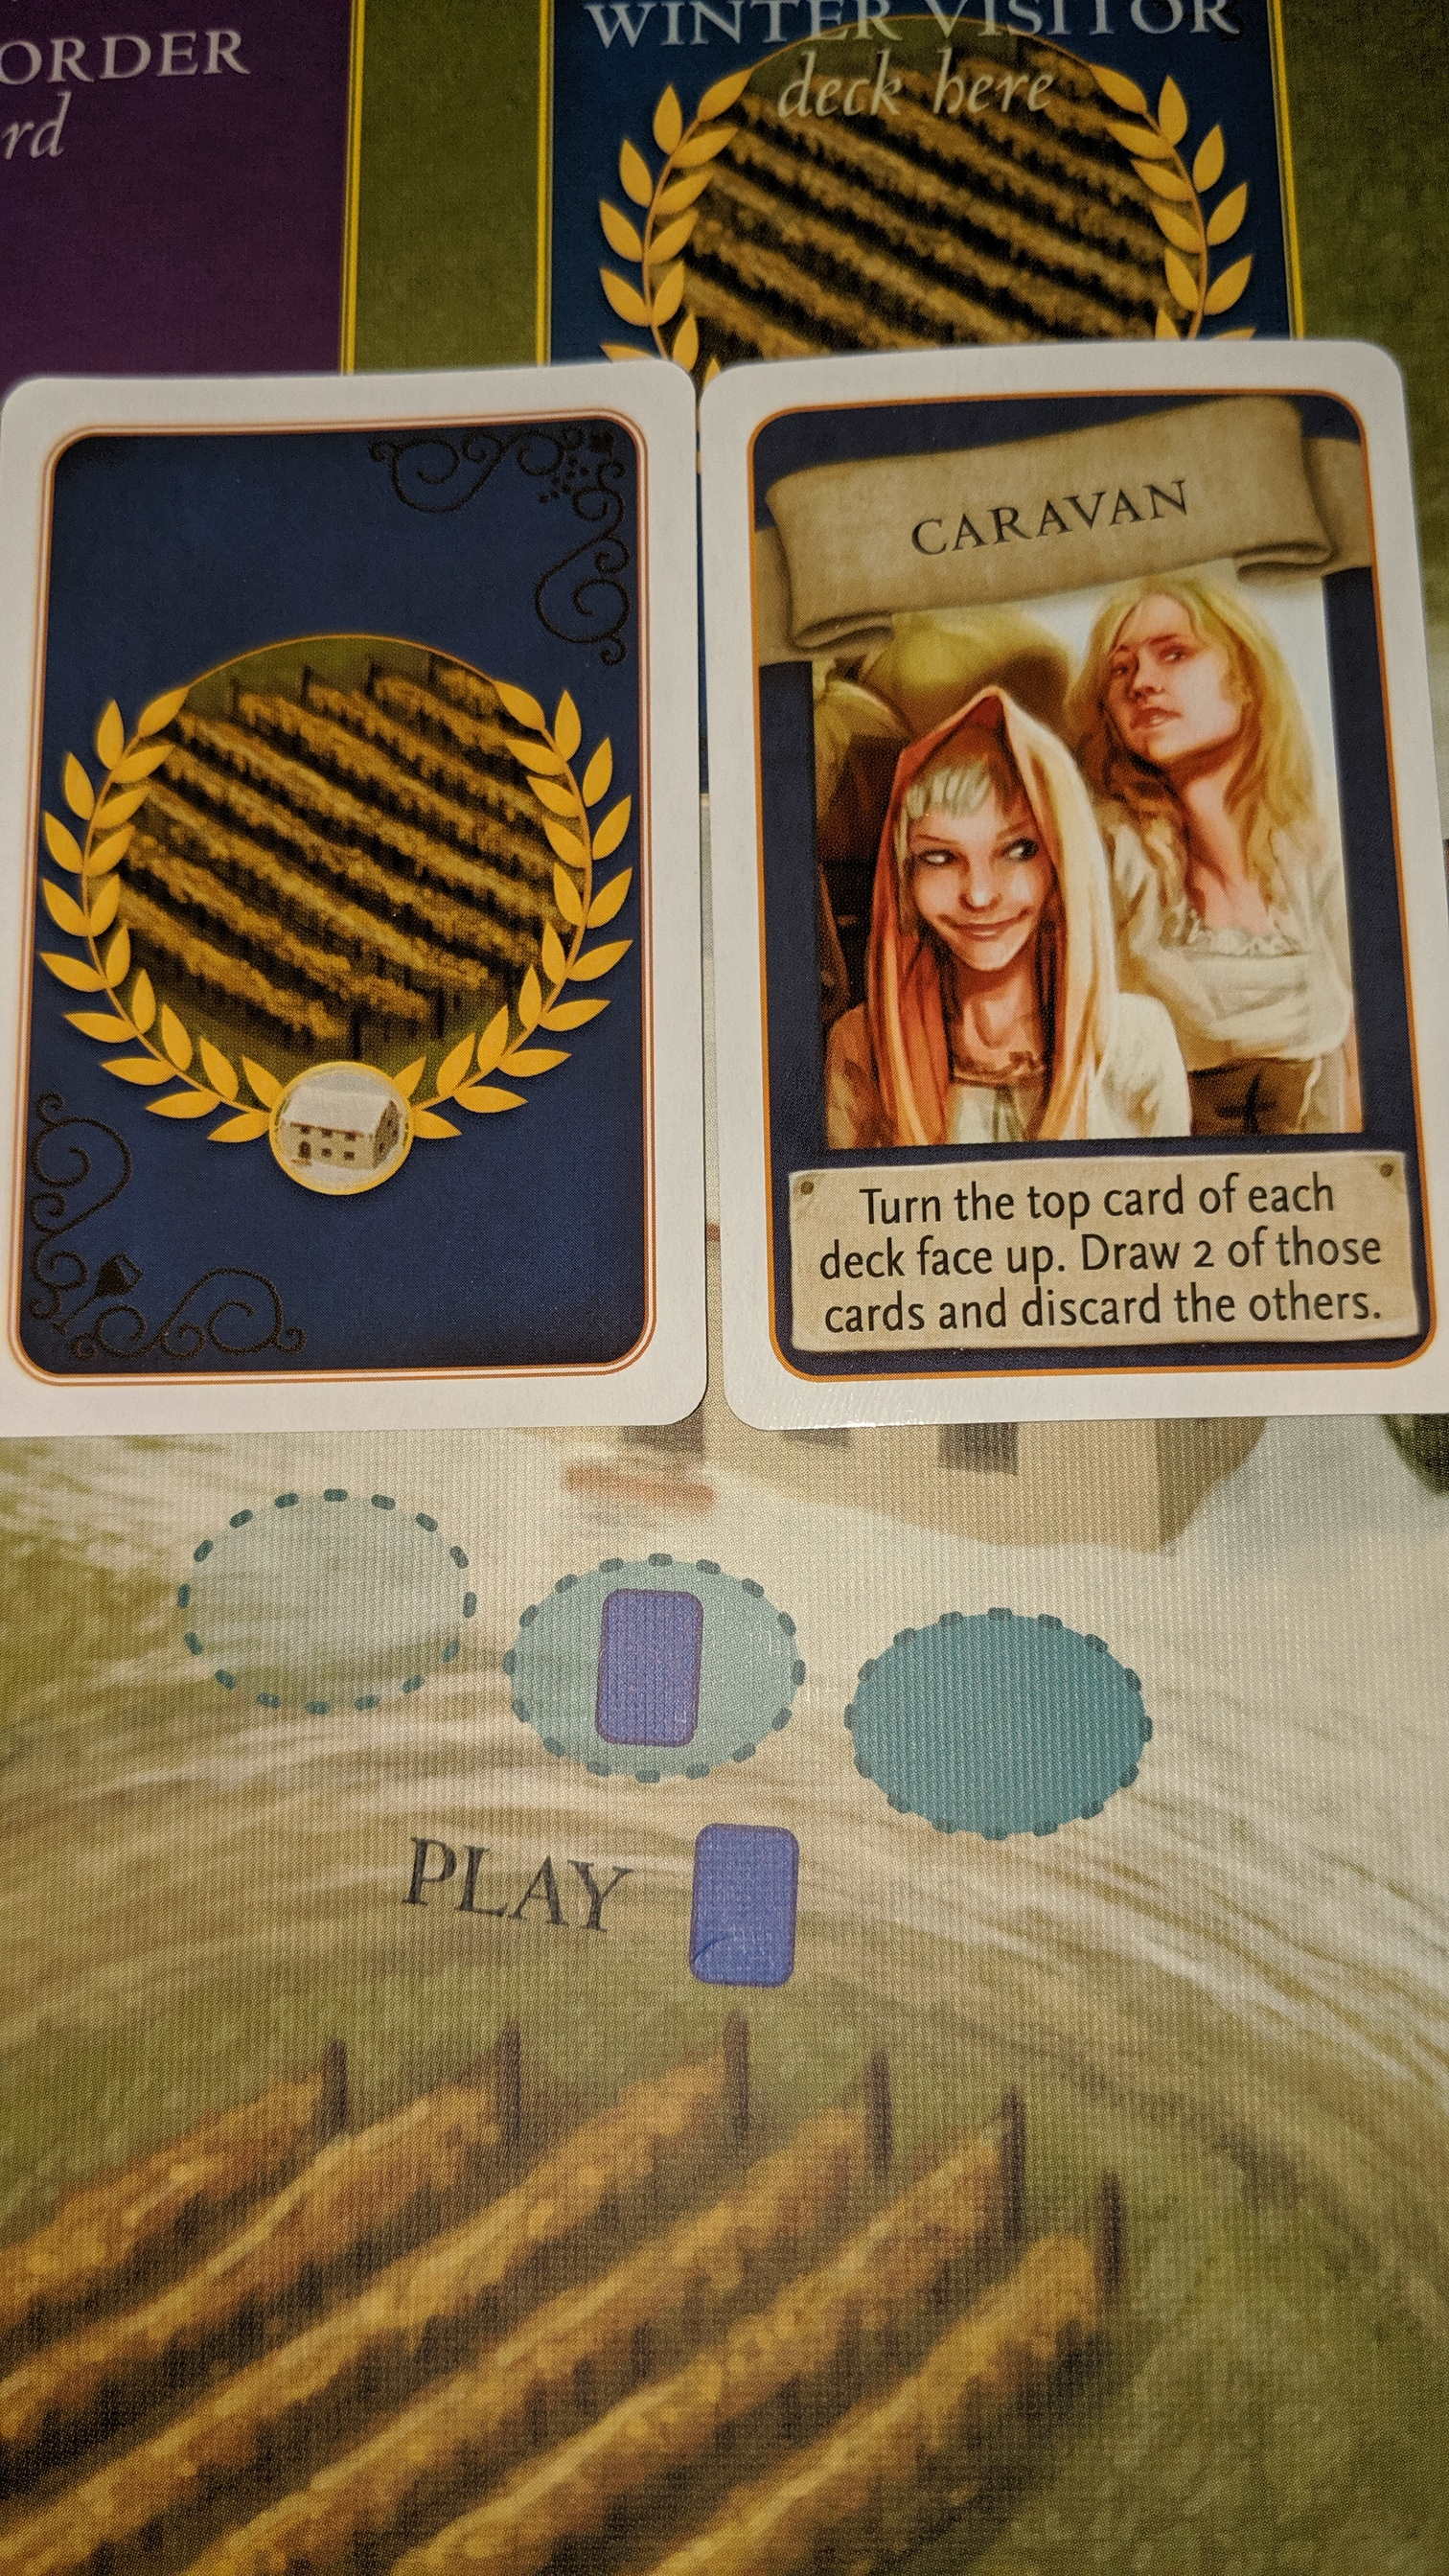 ORDER
WINTER VISITOR
deck here
CARAVAN
Turn the top card of each
deck face up. Draw 2 of those
cards and discard the others.
PLAY